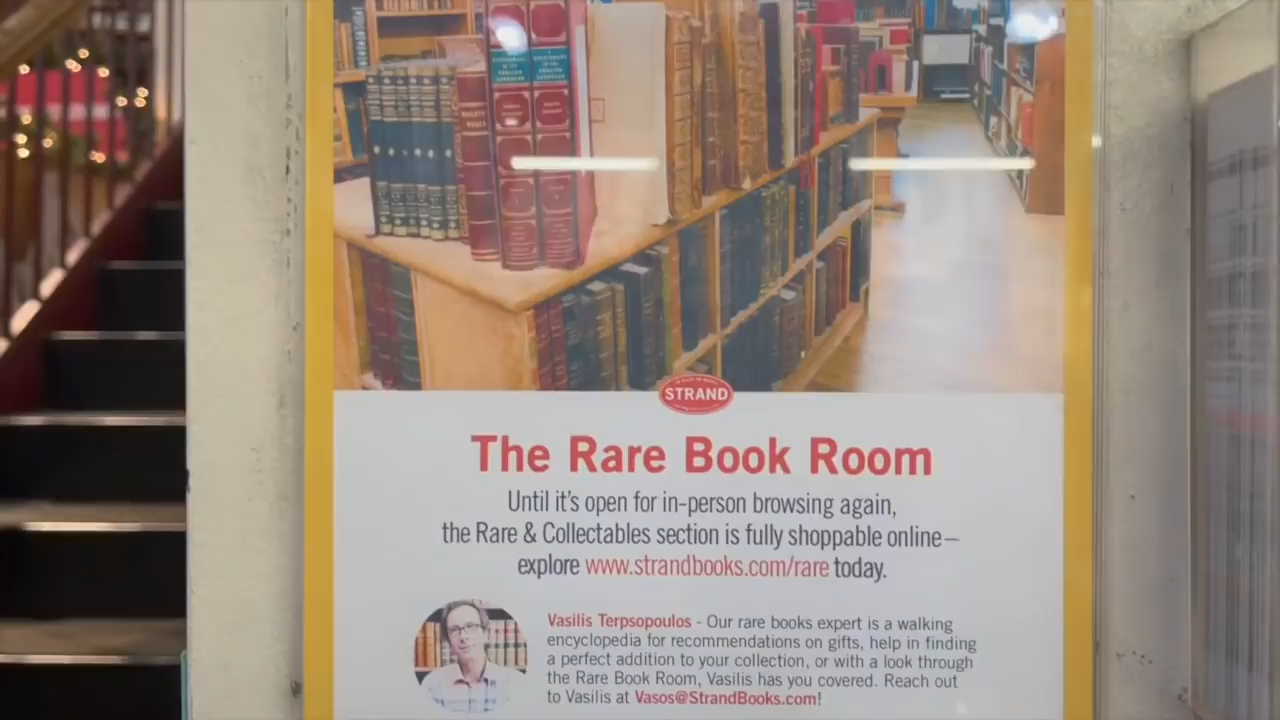 STRAND
The Rare Book Room
Until it's open for in-person browsing again,
the Rare & Collectables section is fully shoppable online—
explore www.strandbooks.com/rare today.
Vasilis Terpsopoulos - Our rare books expert is a walking
encyclopedia for recommendations on gifts, help in finding
a perfect addition to your collection, or with a look through
the Rare Book Room, Vasilis has you covered. Reach out
to Vasilis at Vasos@StrandBooks.com!